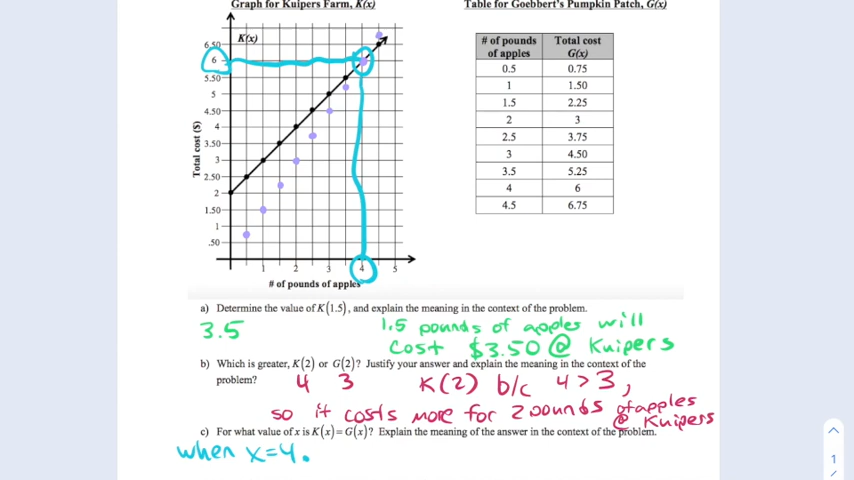 Graph for Kuipers Farm, K(x)
Table for Goebbert's Pumpkin Patch, G(x)
K(x)
6.50
6
5.50
5
4.50
4
3.50
3
2.50
2
1.50
1
.50
Total cost ($)
1 2 3 4 5
# of pounds of apples
# of pounds of apples Total cost G(x)
0.5 0.75
1 1.50
1.5 2.25
2 3
2.5 3.75
3 4.50
3.5 5.25
4 6
4.5 6.75
a) Determine the value of K(1.5), and explain the meaning in the context of the problem.
3.5
1.5 pounds of apples will
cost $3.50 @ Kuipers
b) Which is greater, K(2) or G(2)? Justify your answer and explain the meaning in the context of the
problem?
4 3 K(2) b/c 4 > 3,
so it costs more for 2 pounds of apples
@ Kuipers
c) For what value of x is K(x) = G(x)? Explain the meaning of the answer in the context of the problem.
when x=4.
1